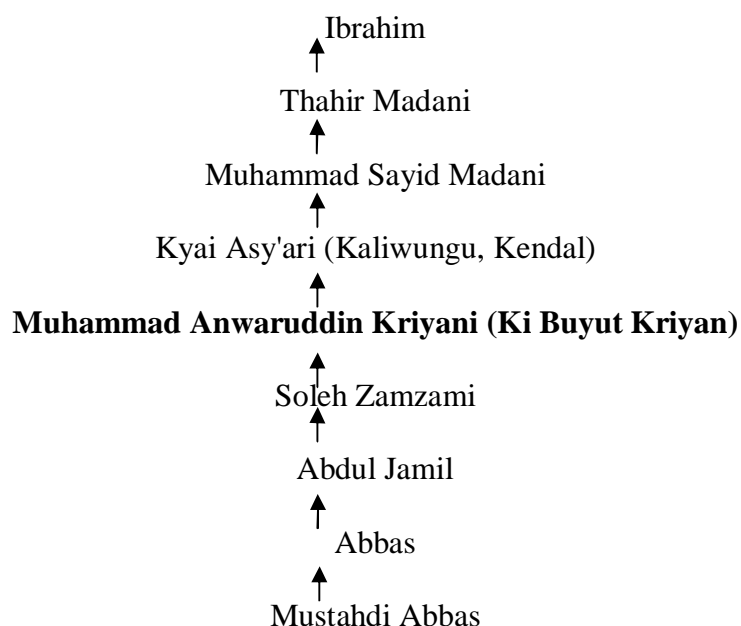 Ibrahim
Thahir Madani
Muhammad Sayid Madani
Kyai Asy'ari (Kaliwungu, Kendal)
Muhammad Anwaruddin Kriyani (Ki Buyut Kriyan)
Soleh Zamzami
Abdul Jamil
Abbas
Mustahdi Abbas